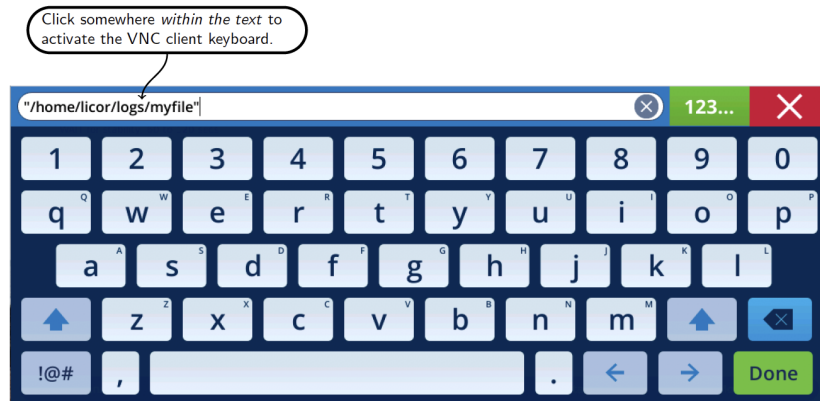 Click somewhere within the text to
activate the VNC client keyboard.
"/home/licor/logs/myfile" 123...
1 2 3 4 5 6 7 8 9 0
q Q w W e E r R t T y Y u U i I o O p P
a A s S d D f F g G h H j J k K l L
z Z x X c C v V b B n N m M
!@# , . Done